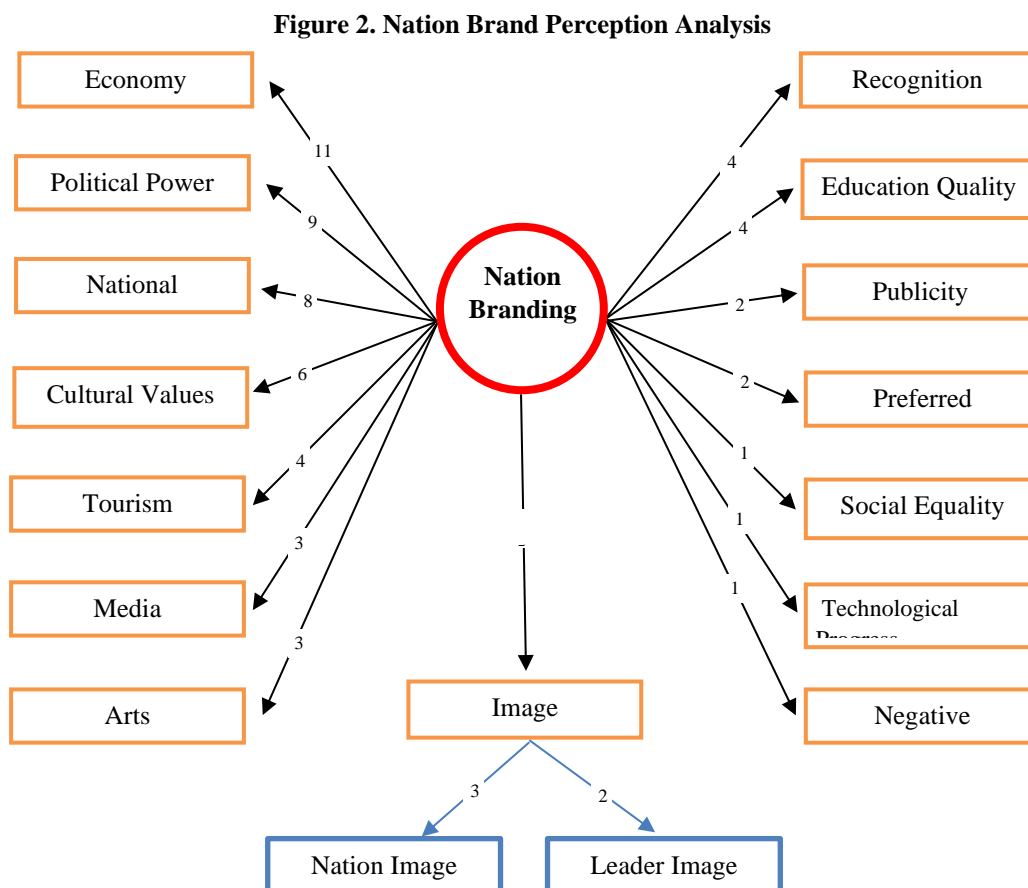 Figure 2. Nation Brand Perception Analysis
Economy
Recognition
11
4
Political Power
Education Quality
9
4
Nation
Branding
National
Publicity
8
2
Cultural Values
Preferred
6
2
Tourism
Social Equality
4
1
Media
Technological
Progress
3
1
Arts
Negative
3
1
Image
3
2
Nation Image
Leader Image